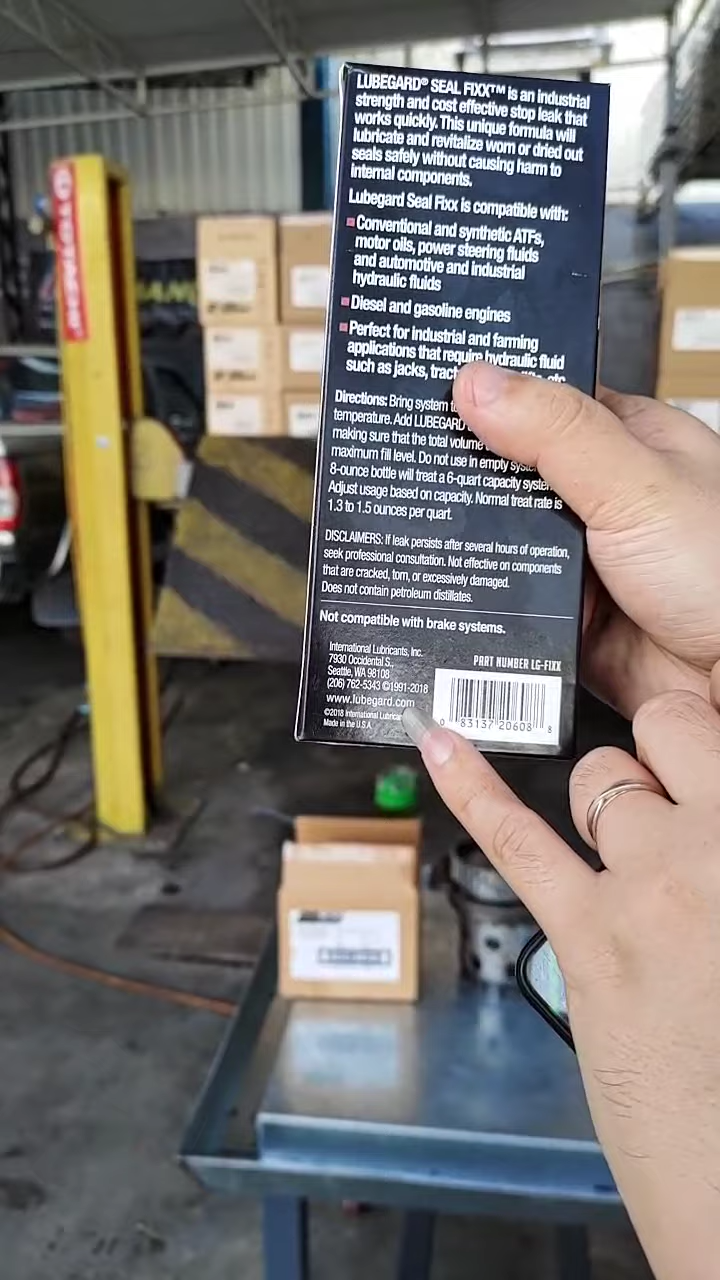 LUBEGARD® SEAL FIXX™ is an industrial
strength and cost effective stop leak that
works quickly. This unique formula will
lubricate and revitalize worn or dried out
seals safely without causing harm to
internal components.
Lubegard Seal Fixx is compatible with:
Conventional and synthetic ATFs,
motor oils, power steering fluids
and automotive and industrial
hydraulic fluids
Diesel and gasoline engines
Perfect for industrial and farming
applications that require hydraulic fluid
such as jacks, etc.
Directions: Bring system
temperature. Add LUBEGARD
making sure that the total volume
maximum fill level. Do not use in empty
8-ounce bottle will treat a 6-quart capacity system.
Adjust usage based on capacity. Normal treat rate is
1.3 to 1.5 ounces per quart.
DISCLAIMERS: If leak persists after several hours of operation,
seek professional consultation. Not effective on components
that are cracked, torn, or excessively damaged.
Does not contain petroleum distillates.
Not compatible with brake systems.
International Lubricants, Inc.
7930 Occidental S.,
Seattle, WA 98108
(206) 762-5343 ©1991-2018
www.lubegard.com
©2018 International
Made in the U.S.A.
PART NUMBER LG-FIXX
0 83137 20608 8